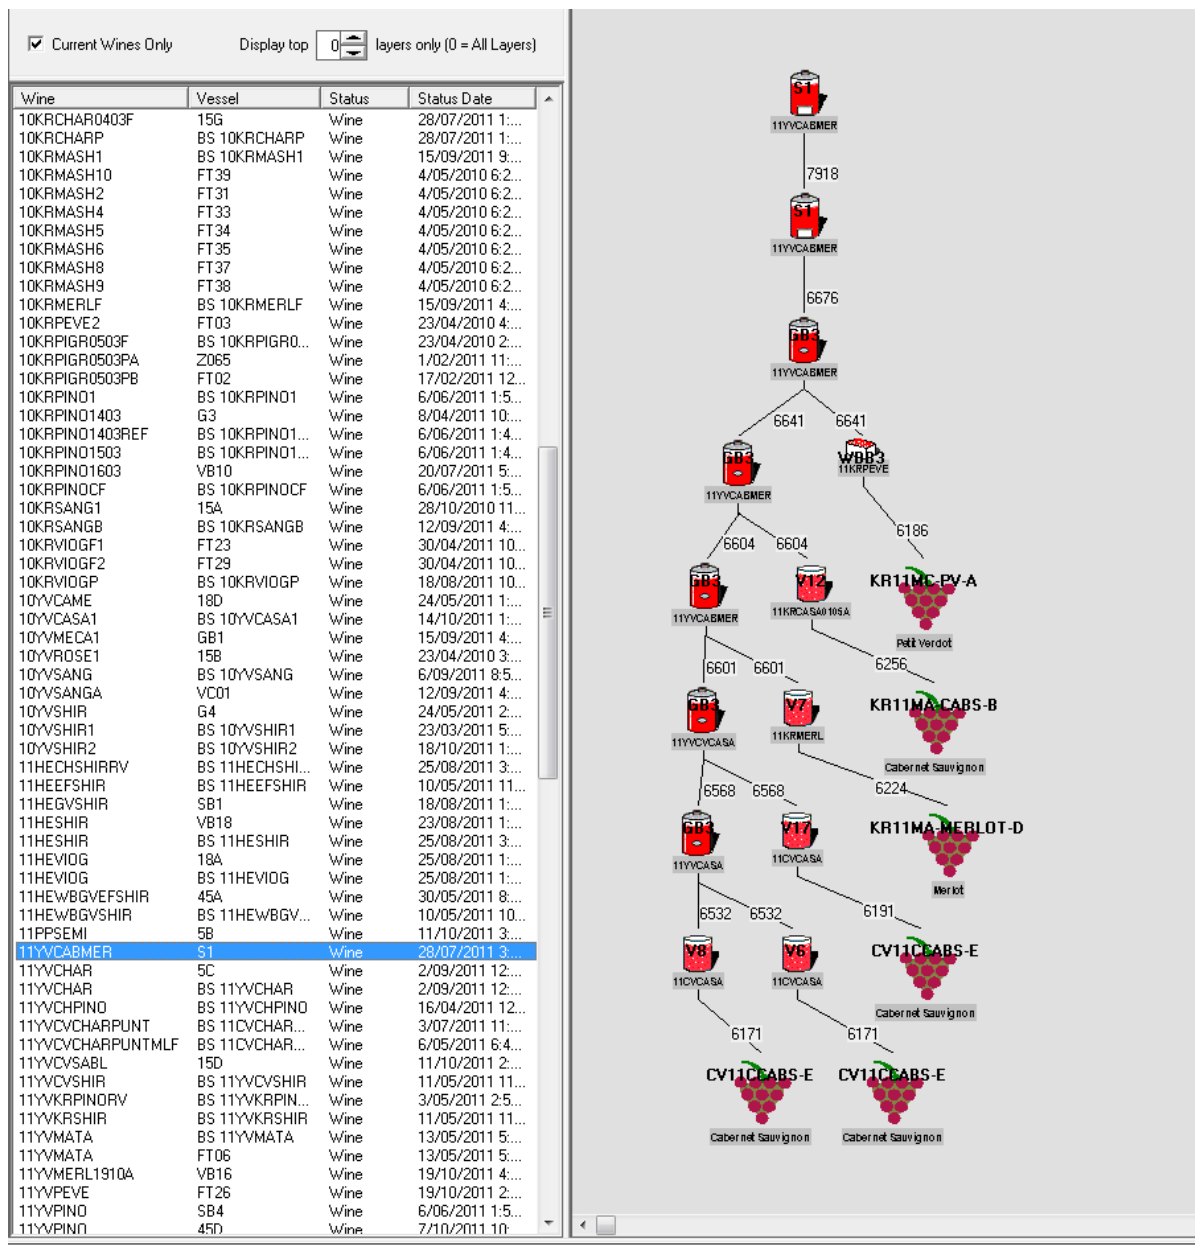 Current Wines Only Display top 0 layers only (0 = All Layers)
Wine Vessel Status Status Date
10KRCHAR0403F 15G Wine 28/07/2011 1:...
10KRCHARP BS 10KRCHARP Wine 28/07/2011 1:...
10KRMASH1 BS 10KRMASH1 Wine 15/09/2011 9:...
10KRMASH10 FT39 Wine 4/05/2010 6:2...
10KRMASH2 FT31 Wine 4/05/2010 6:2...
10KRMASH4 FT33 Wine 4/05/2010 6:2...
10KRMASH5 FT34 Wine 4/05/2010 6:2...
10KRMASH6 FT35 Wine 4/05/2010 6:2...
10KRMASH8 FT37 Wine 4/05/2010 6:2...
10KRMASH9 FT38 Wine 4/05/2010 6:2...
10KRMERLF BS 10KRMERLF Wine 15/09/2011 4:...
10KRPEVE2 FT03 Wine 23/04/2010 4:...
10KRPIGR0503F BS 10KRPIGR0... Wine 23/04/2010 2:...
10KRPIGR0503PA Z065 Wine 1/02/2011 11:...
10KRPIGR0503PB FT02 Wine 17/02/2011 12...
10KRPINO1 BS 10KRPINO1 Wine 6/06/2011 1:5...
10KRPINO1403 G3 Wine 8/04/2011 10:...
10KRPINO1403REF BS 10KRPINO1... Wine 6/06/2011 1:4...
10KRPINO1503 BS 10KRPINO1... Wine 6/06/2011 1:4...
10KRPINO1603 VB10 Wine 20/07/2011 5:...
10KRPINOCF BS 10KRPINOCF Wine 6/06/2011 1:5...
10KRSANG1 15A Wine 28/10/2010 11...
10KRSANGB BS 10KRSANGB Wine 12/09/2011 4:...
10KRVIOGF1 FT23 Wine 30/04/2011 10...
10KRVIOGF2 FT29 Wine 30/04/2011 10...
10KRVIOGP BS 10KRVIOGP Wine 18/08/2011 10...
10YVCAME 18D Wine 24/05/2011 1:...
10YVCASA1 BS 10YVCASA1 Wine 14/10/2011 1:...
10YVMECA1 GB1 Wine 15/09/2011 4:...
10YVROSE1 15B Wine 23/04/2010 3:...
10YVSANG BS 10YVSANG Wine 6/09/2011 8:5...
10YVSANGA VC01 Wine 12/09/2011 4:...
10YVSHIR G4 Wine 24/05/2011 2:...
10YVSHIR1 BS 10YVSHIR1 Wine 23/03/2011 5:...
10YVSHIR2 BS 10YVSHIR2 Wine 18/10/2011 1:...
11HECHSHIRRV BS 11HECHSHI... Wine 25/08/2011 3:...
11HEEFSHIR BS 11HEEFSHIR Wine 10/05/2011 11...
11HEGVSHIR SB1 Wine 18/08/2011 1:...
11HESHIR VB18 Wine 23/08/2011 1:...
11HESHIR BS 11HESHIR Wine 25/08/2011 3:...
11HEVIOG 18A Wine 25/08/2011 1:...
11HEVIOG BS 11HEVIOG Wine 25/08/2011 1:...
11HEWBGVEFSHIR 45A Wine 30/05/2011 8:...
11HEWBGVSHIR BS 11HEWBGV... Wine 10/05/2011 10...
11PPSEMI 5B Wine 11/10/2011 3:...
11YVCABMER S1 Wine 28/07/2011 3:...
11YVCHAR 5C Wine 2/09/2011 12:...
11YVCHAR BS 11YVCHAR Wine 2/09/2011 12:...
11YVCHPINO BS 11YVCHPINO Wine 16/04/2011 12...
11YVCVCHARPUNT BS 11CVCHAR... Wine 3/07/2011 11:...
11YVCVCHARPUNTMLF BS 11CVCHAR... Wine 6/05/2011 6:4...
11YVCVSABL 15D Wine 11/10/2011 2:...
11YVCVSHIR BS 11YVCVSHIR Wine 11/05/2011 11...
11YVKRPINORV BS 11YVKRPIN... Wine 3/05/2011 2:5...
11YVKRSHIR BS 11YVKRSHIR Wine 11/05/2011 11...
11YVMATA BS 11YVMATA Wine 13/05/2011 5:...
11YVMATA FT06 Wine 13/05/2011 5:...
11YVMERL1910A VB16 Wine 19/10/2011 4:...
11YVPEVE FT26 Wine 19/10/2011 2:...
11YVPINO SB4 Wine 6/06/2011 1:5...
11YVPINO 45D Wine 7/10/2011 10:...
S1
11YVCABMER
7918
S1
11YVCABMER
6676
GB3
11YVCABMER
6641 6641
GB3 WBB3
11KRPEVE
11YVCABMER
6186
6604 6604
GB3 V12 KR11MC-PV-A
11YVCABMER 11KRCASA0105A
Petit Verdot
6601 6601 6256
GB3 V7 KR11MA-CABS-B
11YVCVCASA 11KRMERL
Cabernet Sauvignon
6568 6568 6224
GB3 V17 KR11MA-MERLOT-D
11YVCASA 11CVCASA
Merlot
6532 6532 6191
V8 V6 CV11CCABS-E
11CVCASA 11CVCASA
Cabernet Sauvignon
6171 6171
CV11CCABS-E CV11CCABS-E
Cabernet Sauvignon Cabernet Sauvignon